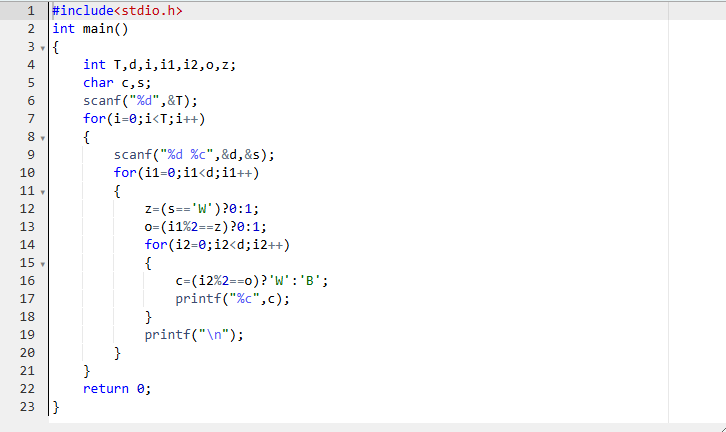 1 #include<stdio.h>
2 int main()
3 {
4 int T,d,i,i1,i2,o,z;
5 char c,s;
6 scanf("%d",&T);
7 for(i=0;i<T;i++)
8 {
9 scanf("%d %c",&d,&s);
10 for(i1=0;i1<d;i1++)
11 {
12 z=(s=='W')?0:1;
13 o=(i1%2==z)?0:1;
14 for(i2=0;i2<d;i2++)
15 {
16 c=(i2%2==o)?'W':'B';
17 printf("%c",c);
18 }
19 printf("\n");
20 }
21 }
22 return 0;
23 }